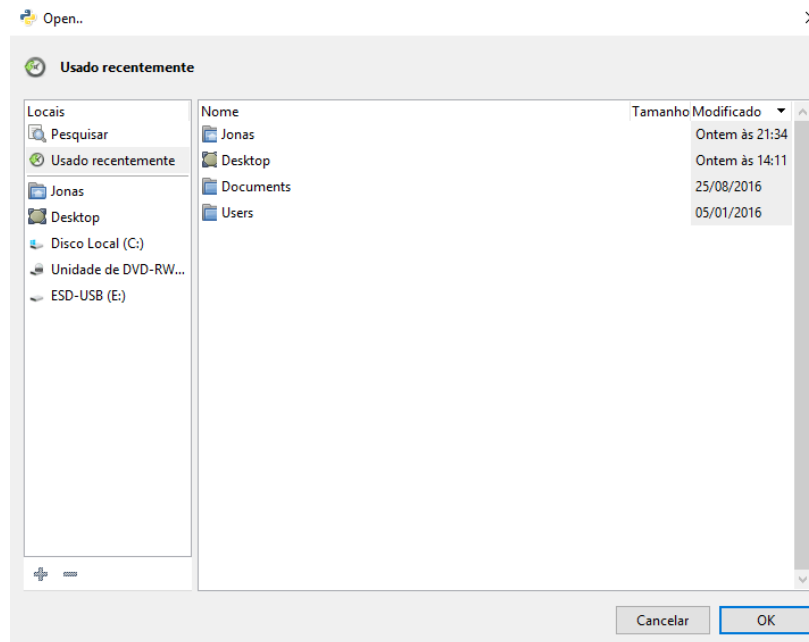 Open..
Usado recentemente
Locais
Pesquisar
Usado recentemente
Jonas
Desktop
Disco Local (C:)
Unidade de DVD-RW...
ESD-USB (E:)
Nome Tamanho Modificado
Jonas Ontem às 21:34
Desktop Ontem às 14:11
Documents 25/08/2016
Users 05/01/2016
Cancelar OK